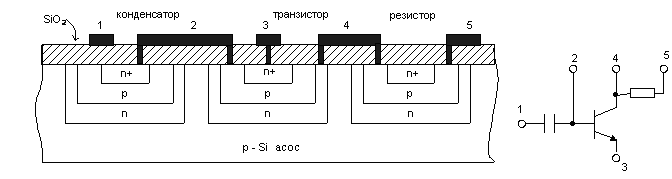 SiO2 1 конденсатор 2 3 транзистор 4 резистор 5
n+ n+ n+
p p p
n n n
p - Si асос
2 4 5
1
3